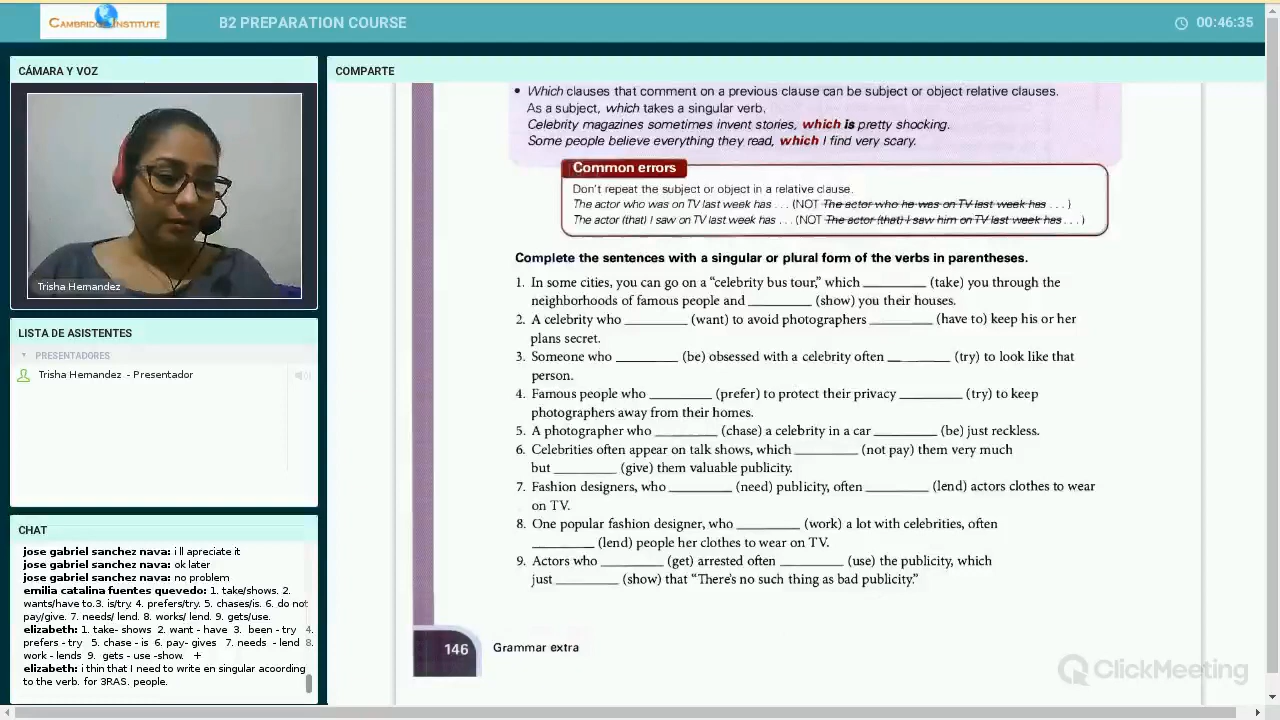 CAMBRIDGE INSTITUTE
B2 PREPARATION COURSE
00:46:35
CÁMARA Y VOZ
Trisha Hernandez
LISTA DE ASISTENTES
PRESENTADORES
Trisha Hernandez - Presentador
CHAT
jose gabriel sanchez nava: i ll apreciate it
jose gabriel sanchez nava: ok later
jose gabriel sanchez nava: no problem
emilia catalina fuentes quevedo: 1. take/shows. 2.
wants/have to.3. is/try. 4. prefers/try. 5. chases/is. 6. do not
pay/give. 7. needs/ lend. 8. works/ lend. 9. gets/use.
elizabeth: 1. take- shows 2. want - have 3. been - try 4.
prefers - try 5. chase - is 6. pay- gives 7. needs - lend 8.
work - lends 9. gets - use -show. +
elizabeth: i thin that I need to write en singular acoording
to the verb. for 3RAS. people.
COMPARTE
• Which clauses that comment on a previous clause can be subject or object relative clauses.
As a subject, which takes a singular verb.
Celebrity magazines sometimes invent stories, which is pretty shocking.
Some people believe everything they read, which I find very scary.
Common errors
Don't repeat the subject or object in a relative clause.
The actor who was on TV last week has . . . (NOT The actor who he was on TV last week has . . . )
The actor (that) I saw on TV last week has . . . (NOT The actor (that) I saw him on TV last week has . . . )
Complete the sentences with a singular or plural form of the verbs in parentheses.
1. In some cities, you can go on a "celebrity bus tour," which ________ (take) you through the
neighborhoods of famous people and ________ (show) you their houses.
2. A celebrity who ________ (want) to avoid photographers ________ (have to) keep his or her
plans secret.
3. Someone who ________ (be) obsessed with a celebrity often ________ (try) to look like that
person.
4. Famous people who ________ (prefer) to protect their privacy ________ (try) to keep
photographers away from their homes.
5. A photographer who ________ (chase) a celebrity in a car ________ (be) just reckless.
6. Celebrities often appear on talk shows, which ________ (not pay) them very much
but ________ (give) them valuable publicity.
7. Fashion designers, who ________ (need) publicity, often ________ (lend) actors clothes to wear
on TV.
8. One popular fashion designer, who ________ (work) a lot with celebrities, often
________ (lend) people her clothes to wear on TV.
9. Actors who ________ (get) arrested often ________ (use) the publicity, which
just ________ (show) that "There's no such thing as bad publicity."
146 Grammar extra
ClickMeeting